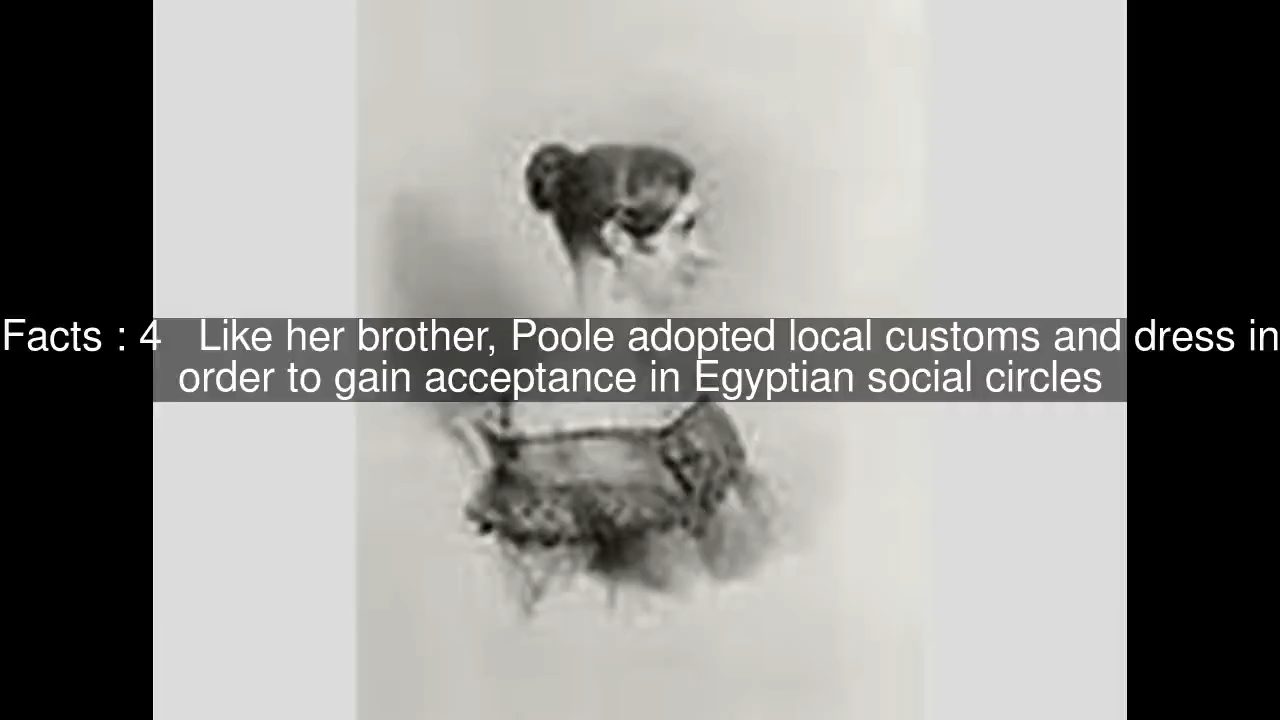 Facts : 4   Like her brother, Poole adopted local customs and dress in
order to gain acceptance in Egyptian social circles